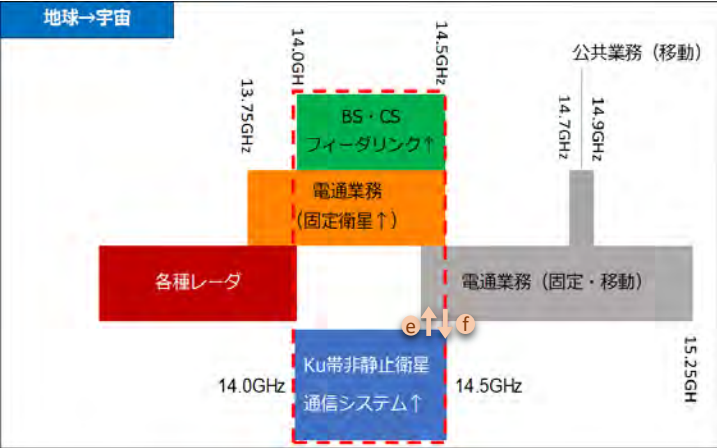 地球→宇宙
14.0GH
14.5GHz
13.75GHz
公共業務（移動）
14.7GHz
14.9GHz
BS・CS
フィーダリング↑
電通業務
(固定衛星↑)
各種レーダ
電通業務（固定・移動）
e
f
Ku帯非静止衛星
通信システム↑
14.0GHz
14.5GHz
15.25GH